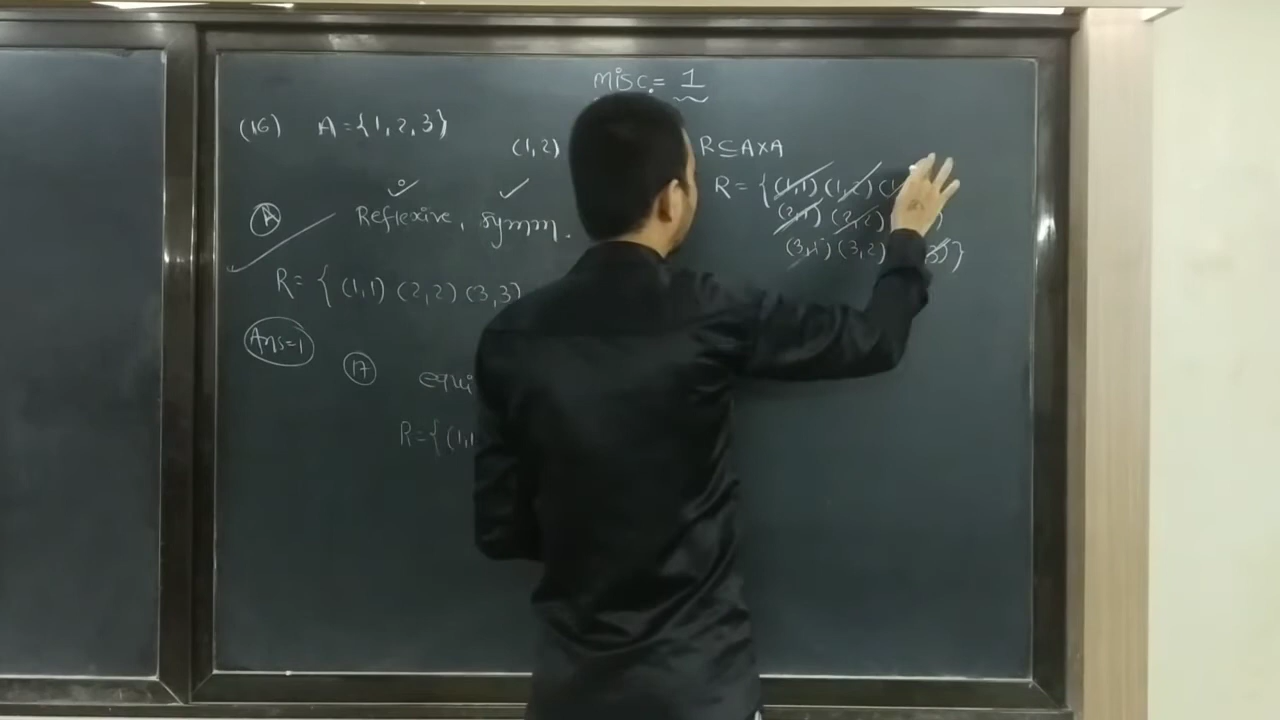 Misc. = 1
(16) A = {1, 2, 3}
(1, 2) R ⊆ A × A
R = { (1,1) (1,2) (1,
(2,1) (2,2) )
(3,1) (3,2) 3) }
(A) Reflexive, symm.
R = { (1,1) (2,2) (3,3)
Ans = 1
(17) equi
R = { (1,1